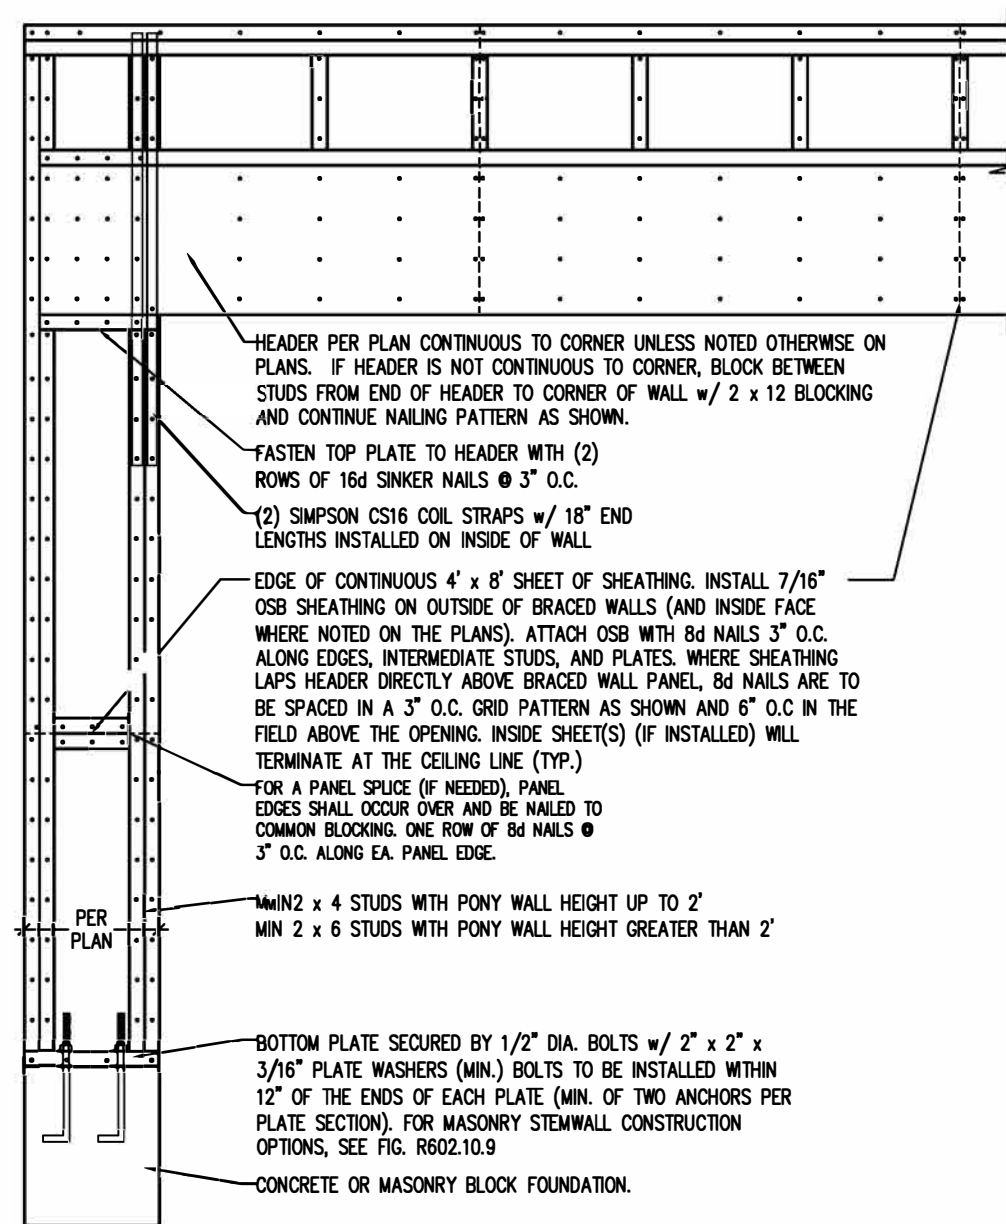 HEADER PER PLAN CONTINUOUS TO CORNER UNLESS NOTED OTHERWISE ON
PLANS. IF HEADER IS NOT CONTINUOUS TO CORNER, BLOCK BETWEEN
STUDS FROM END OF HEADER TO CORNER OF WALL w/ 2 x 12 BLOCKING
AND CONTINUE NAILING PATTERN AS SHOWN.
FASTEN TOP PLATE TO HEADER WITH (2)
ROWS OF 16d SINKER NAILS @ 3" O.C.
(2) SIMPSON CS16 COIL STRAPS w/ 18" END
LENGTHS INSTALLED ON INSIDE OF WALL
EDGE OF CONTINUOUS 4' x 8' SHEET OF SHEATHING. INSTALL 7/16"
OSB SHEATHING ON OUTSIDE OF BRACED WALLS (AND INSIDE FACE
WHERE NOTED ON THE PLANS). ATTACH OSB WITH 8d NAILS 3" O.C.
ALONG EDGES, INTERMEDIATE STUDS, AND PLATES. WHERE SHEATHING
LAPS HEADER DIRECTLY ABOVE BRACED WALL PANEL, 8d NAILS ARE TO
BE SPACED IN A 3" O.C. GRID PATTERN AS SHOWN AND 6" O.C IN THE
FIELD ABOVE THE OPENING. INSIDE SHEET(S) (IF INSTALLED) WILL
TERMINATE AT THE CEILING LINE (TYP.)
FOR A PANEL SPLICE (IF NEEDED), PANEL
EDGES SHALL OCCUR OVER AND BE NAILED TO
COMMON BLOCKING. ONE ROW OF 8d NAILS @
3" O.C. ALONG EA. PANEL EDGE.
MIN 2 x 4 STUDS WITH PONY WALL HEIGHT UP TO 2'
MIN 2 x 6 STUDS WITH PONY WALL HEIGHT GREATER THAN 2'
PER
PLAN
BOTTOM PLATE SECURED BY 1/2" DIA. BOLTS w/ 2" x 2" x
3/16" PLATE WASHERS (MIN.) BOLTS TO BE INSTALLED WITHIN
12" OF THE ENDS OF EACH PLATE (MIN. OF TWO ANCHORS PER
PLATE SECTION). FOR MASONRY STEMWALL CONSTRUCTION
OPTIONS, SEE FIG. R602.10.9
CONCRETE OR MASONRY BLOCK FOUNDATION.